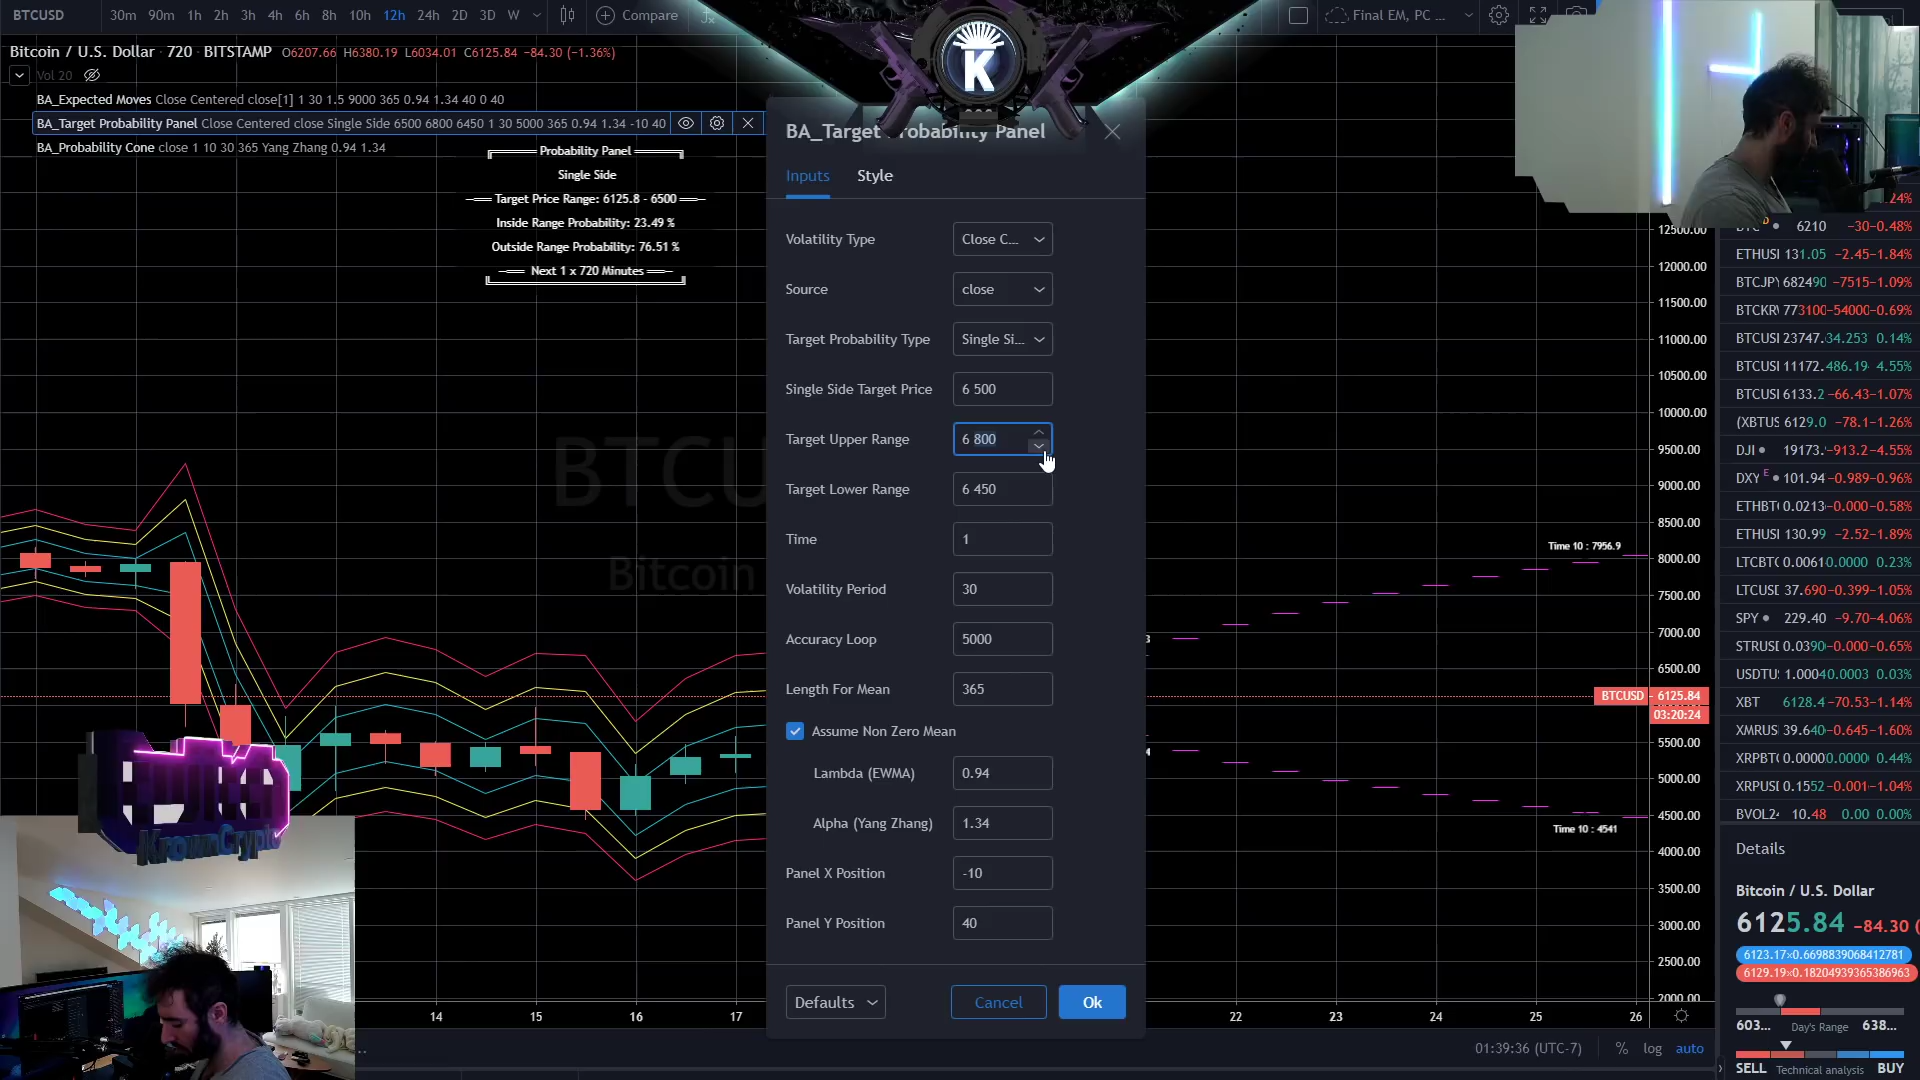 BTCUSD 30m 90m 1h 2h 3h 4h 6h 8h 10h 12h 24h 2D 3D W Compare Final EM, PC ...
Bitcoin / U.S. Dollar · 720 · BITSTAMP O6207.66 H6380.19 L6034.01 C6125.84 −84.30 (−1.36%)
Vol 20
BA_Expected Moves Close Centered close[1] 1 30 1.5 9000 365 0.94 1.34 40 0 40
BA_Target Probability Panel Close Centered close Single Side 6500 6800 6450 1 30 5000 365 0.94 1.34 -10 40
BA_Probability Cone close 1 10 30 365 Yang Zhang 0.94 1.34
Probability Panel
Single Side
Target Price Range: 6125.8 - 6500
Inside Range Probability: 23.49 %
Outside Range Probability: 76.51 %
Next 1 x 720 Minutes
K
BTCU
Bitcoin
BA_Target Probability Panel
Inputs Style
Volatility Type Close C...
Source close
Target Probability Type Single Si...
Single Side Target Price 6 500
Target Upper Range 6 800
Target Lower Range 6 450
Time 1
Volatility Period 30
Accuracy Loop 5000
Length For Mean 365
Assume Non Zero Mean
Lambda (EWMA) 0.94
Alpha (Yang Zhang) 1.34
Panel X Position -10
Panel Y Position 40
Defaults Cancel Ok
Time 10 : 7956.9
Time 10 : 4541
12500.00
12000.00
11500.00
11000.00
10500.00
10000.00
9500.00
9000.00
8500.00
8000.00
7500.00
7000.00
6500.00
BTCUSD 6125.84
03:20:24
5500.00
5000.00
4500.00
4000.00
3500.00
3000.00
2500.00
2000.00
14 15 16 17 22 23 24 25 26
01:39:36 (UTC-7) % log auto
6210 −30 −0.48%
ETHUSI 131.05 −2.45 −1.84%
BTCJPY 682490 −7515 −1.09%
BTCKR 773100 −54000 −0.69%
BTCUSI 23747. 34.253 0.14%
BTCUSI 11172. 486.19 4.55%
BTCUSI 6133.2 −66.43 −1.07%
(XBTUS 6129.0 −78.1 −1.26%
DJI 19173. −913.2 −4.55%
DXY E 101.94 −0.989 −0.96%
ETHBT 0.0213 −0.000 −0.58%
ETHUSI 130.99 −2.52 −1.89%
LTCBT 0.0061 0.0000 0.23%
LTCUSI 37.690 −0.399 −1.05%
SPY 229.40 −9.70 −4.06%
STRUSI 0.0390 −0.000 −0.65%
USDTU 1.0004 0.0003 0.03%
XBT 6128.4 −70.53 −1.14%
XMRUS 39.640 −0.645 −1.60%
XRPBT 0.0000 0.0000 0.44%
XRPUSI 0.1552 −0.001 −1.04%
BVOL24 10.48 0.00 0.00%
Details
Bitcoin / U.S. Dollar
6125.84 −84.30 (
6123.17×0.6698839068412781
6129.19×0.18204939365386963
603... Day's Range 638...
SELL Technical analysis BUY
KrownCrypto